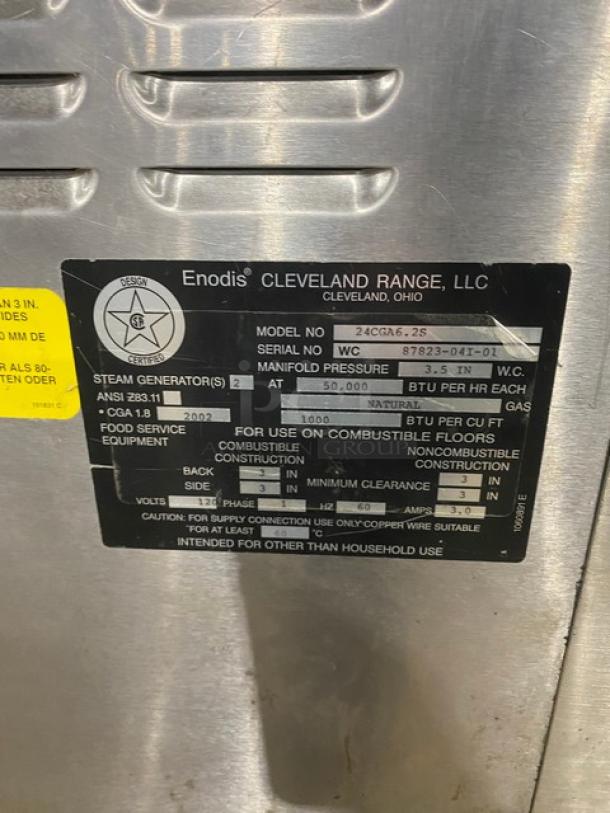 Enodis® CLEVELAND RANGE, LLC
CLEVELAND, OHIO
DESIGN
CERTIFIED
MODEL NO 24CGA6.2S
SERIAL NO WC 87823-04I-01
MANIFOLD PRESSURE 3.5 IN W.C.
STEAM GENERATOR(S) 2 AT 50,000 BTU PER HR EACH
ANSI Z83.11 NATURAL GAS
• CGA 1.8 2002 1000 BTU PER CU FT
FOOD SERVICE EQUIPMENT
FOR USE ON COMBUSTIBLE FLOORS
COMBUSTIBLE CONSTRUCTION
NONCOMBUSTIBLE CONSTRUCTION
BACK 3 IN MINIMUM CLEARANCE 3 IN
SIDE 3 IN 3 IN
VOLTS 120 PHASE 1 HZ 60 AMPS 3.0
CAUTION: FOR SUPPLY CONNECTION USE ONLY COPPER WIRE SUITABLE
FOR AT LEAST 60 °C
INTENDED FOR OTHER THAN HOUSEHOLD USE
1060891 E
AN 3 IN.
IDES
0 MM DE
R ALS 80-
TEN ODER